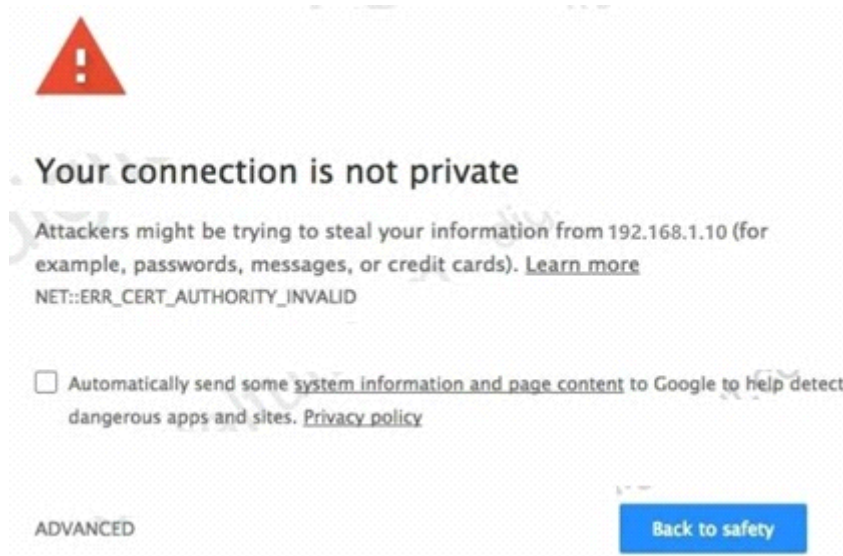 Your connection is not private
Attackers might be trying to steal your information from 192.168.1.10 (for
example, passwords, messages, or credit cards). Learn more
NET::ERR_CERT_AUTHORITY_INVALID
Automatically send some system information and page content to Google to help detect
dangerous apps and sites. Privacy policy
ADVANCED
Back to safety